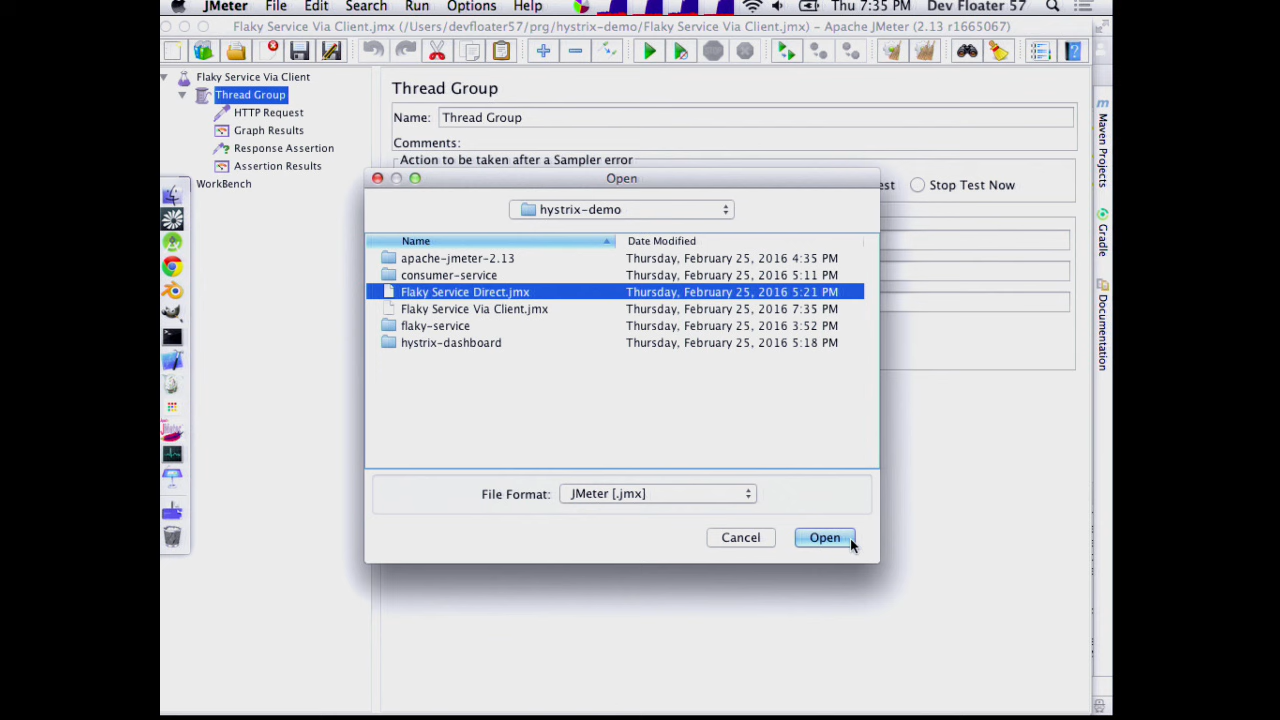 JMeter File Edit Search Run Options Help Thu 7:35 PM Dev Floater 57
Flaky Service Via Client.jmx (/Users/devfloater57/prg/hystrix-demo/Flaky Service Via Client.jmx) – Apache JMeter (2.13 r1665067)
Flaky Service Via Client
Thread Group
HTTP Request
Graph Results
Response Assertion
Assertion Results
WorkBench
Thread Group
Name: Thread Group
Comments:
Action to be taken after a Sampler error
est Stop Test Now
Open
hystrix-demo
Name Date Modified
apache-jmeter-2.13 Thursday, February 25, 2016 4:35 PM
consumer-service Thursday, February 25, 2016 5:11 PM
Flaky Service Direct.jmx Thursday, February 25, 2016 5:21 PM
Flaky Service Via Client.jmx Thursday, February 25, 2016 7:35 PM
flaky-service Thursday, February 25, 2016 3:52 PM
hystrix-dashboard Thursday, February 25, 2016 5:18 PM
File Format: JMeter [.jmx]
Cancel Open
Maven Projects
Gradle
Documentation